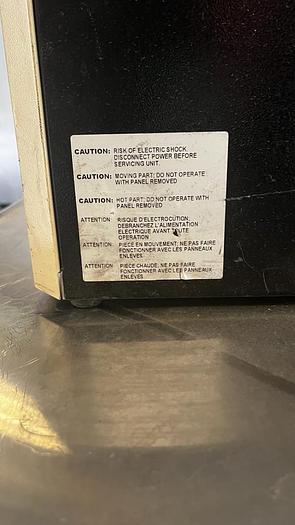 CAUTION: RISK OF ELECTRIC SHOCK.
DISCONNECT POWER BEFORE
SERVICING UNIT.
CAUTION: MOVING PART; DO NOT OPERATE
WITH PANEL REMOVED
CAUTION: HOT PART; DO NOT OPERATE WITH
PANEL REMOVED
ATTENTION: RISQUE D'ELECTROCUTION;
DEBRANCHEZ L'ALIMENTATION
ELECTRIQUE AVANT TOUTE
OPERATION
ATTENTION: PIECE EN MOUVEMENT; NE PAS FAIRE
FONCTIONNER AVEC LES PANNEAUX
ENLEVES.
ATTENTION: PIECE CHAUDE; NE PAS FAIRE
FONCTIONNER AVEC LES PANNEAUX
ENLEVES.